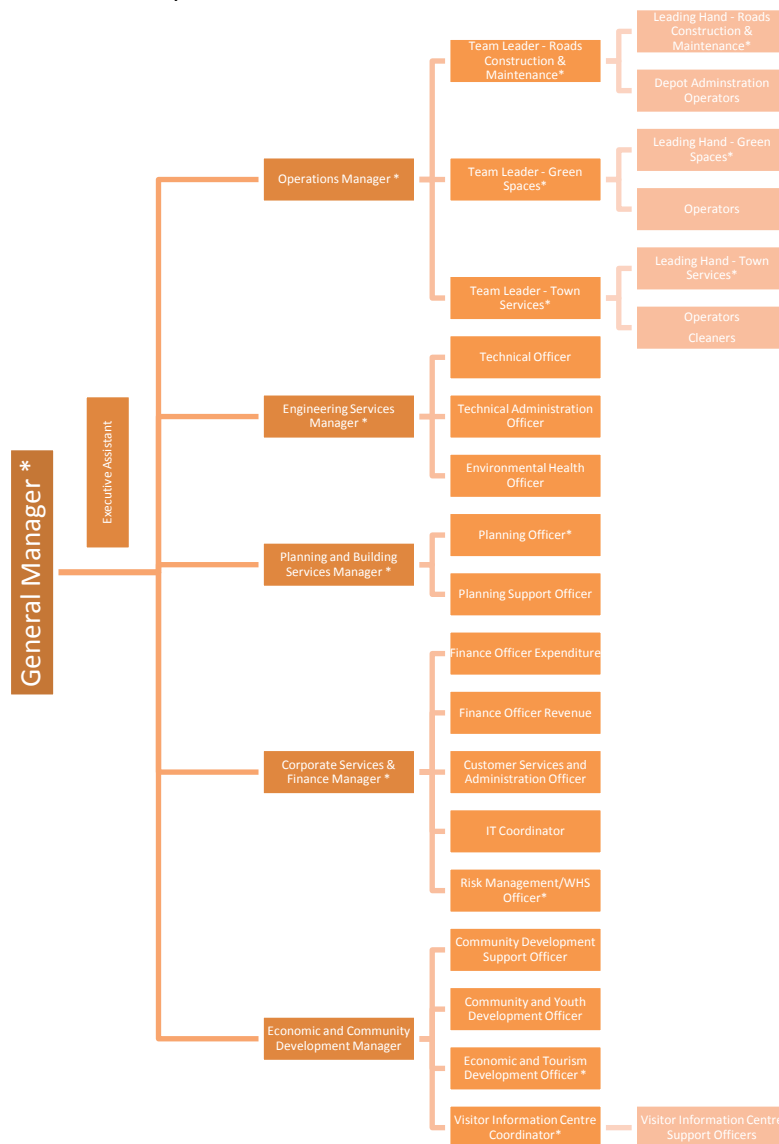 General Manager *
Executive Assistant
Operations Manager *
Team Leader - Roads
Construction &
Maintenance*
Leading Hand - Roads
Construction &
Maintenance*
Depot Adminstration
Operators
Team Leader - Green
Spaces*
Leading Hand - Green
Spaces*
Operators
Team Leader - Town
Services*
Leading Hand - Town
Services*
Operators
Cleaners
Engineering Services
Manager *
Technical Officer
Technical Administration
Officer
Environmental Health
Officer
Planning and Building
Services Manager *
Planning Officer*
Planning Support Officer
Corporate Services &
Finance Manager *
Finance Officer Expenditure
Finance Officer Revenue
Customer Services and
Administration Officer
IT Coordinator
Risk Management/WHS
Officer*
Economic and Community
Development Manager
Community Development
Support Officer
Community and Youth
Development Officer
Economic and Tourism
Development Officer *
Visitor Information Centre
Coordinator*
Visitor Information Centre
Support Officers